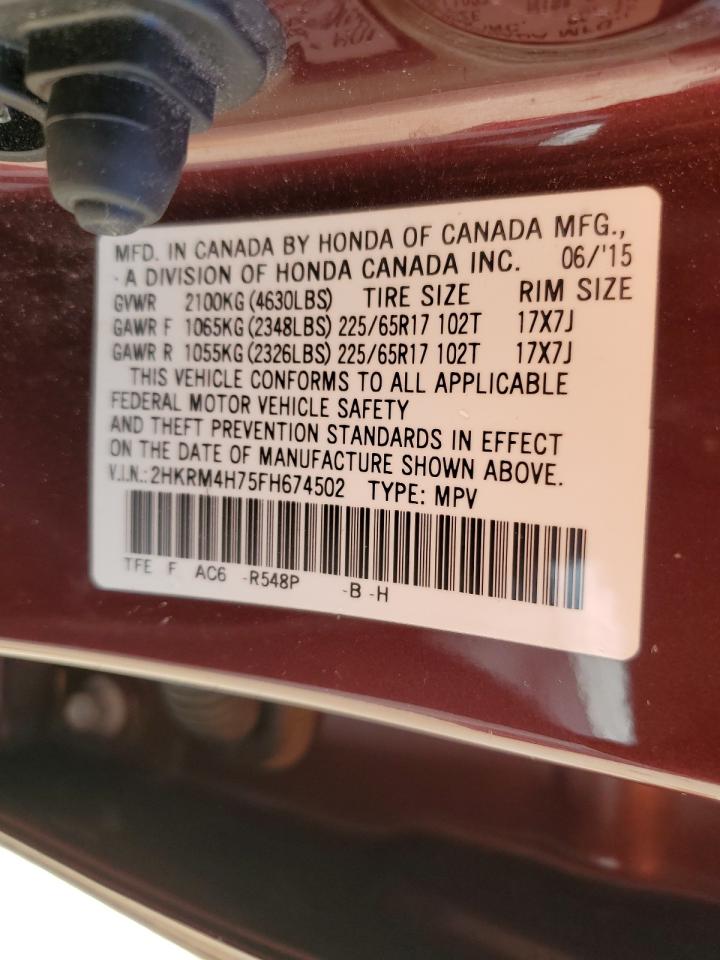 MFD. IN CANADA BY HONDA OF CANADA MFG.,
A DIVISION OF HONDA CANADA INC. 06/'15
GVWR 2100KG (4630LBS) TIRE SIZE RIM SIZE
GAWR F 1065KG (2348LBS) 225/65R17 102T 17X7J
GAWR R 1055KG (2326LBS) 225/65R17 102T 17X7J
THIS VEHICLE CONFORMS TO ALL APPLICABLE
FEDERAL MOTOR VEHICLE SAFETY
AND THEFT PREVENTION STANDARDS IN EFFECT
ON THE DATE OF MANUFACTURE SHOWN ABOVE.
V.I.N.: 2HKRM4H75FH674502 TYPE: MPV
TFE F AC6 -R548P -B -H